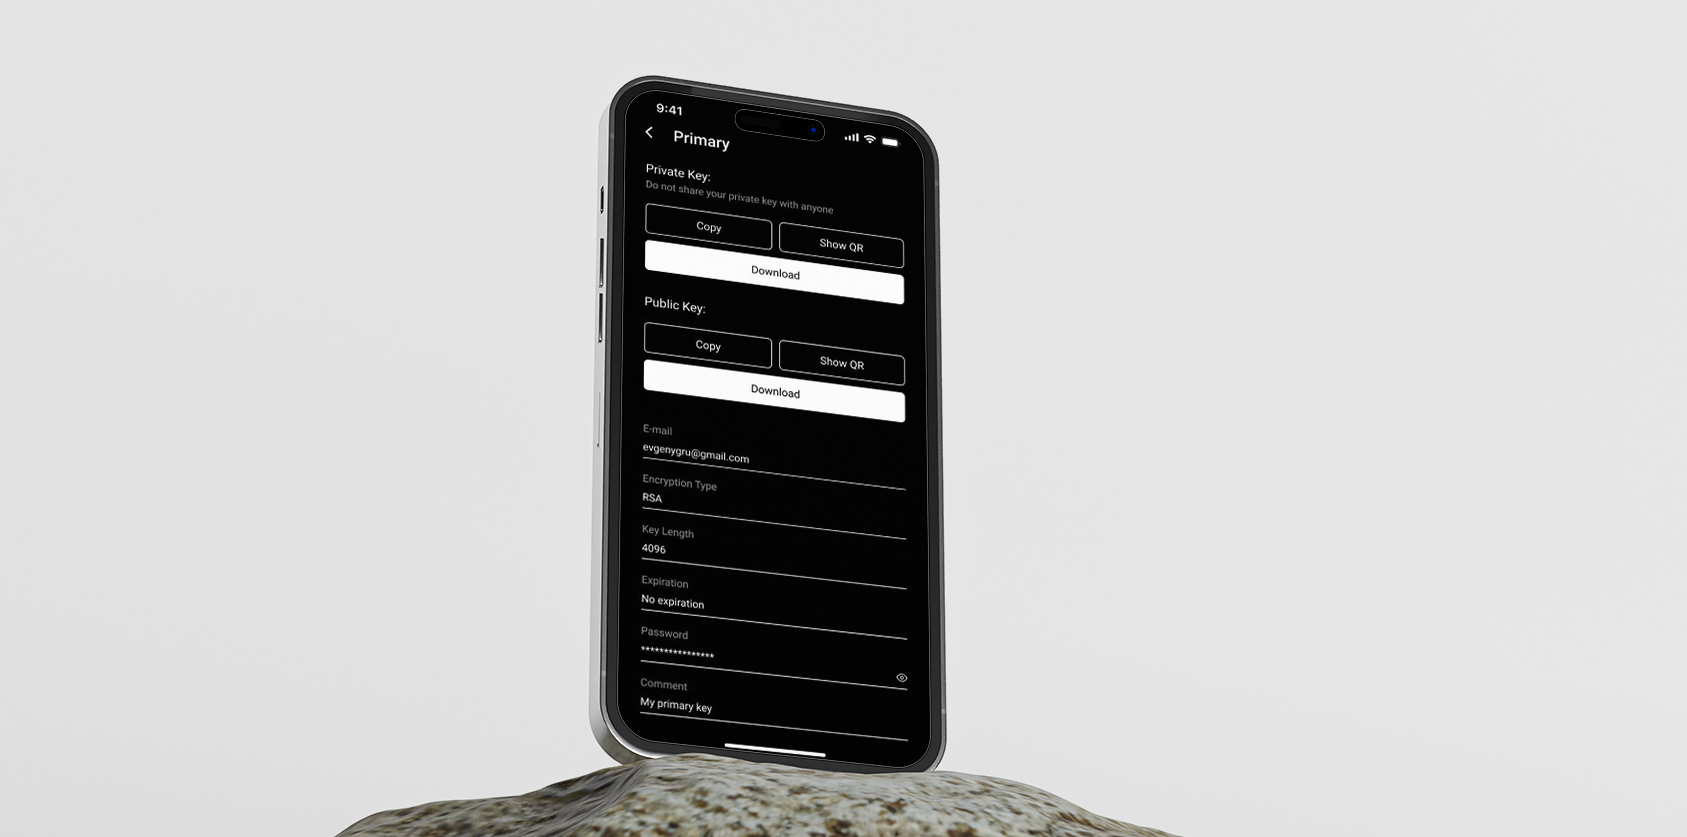 9:41
Primary
Private Key:
Do not share your private key with anyone
Copy
Show QR
Download
Public Key:
Copy
Show QR
Download
E-mail
evgenygru@gmail.com
Encryption Type
RSA
Key Length
4096
Expiration
No expiration
Password
****************
Comment
My primary key